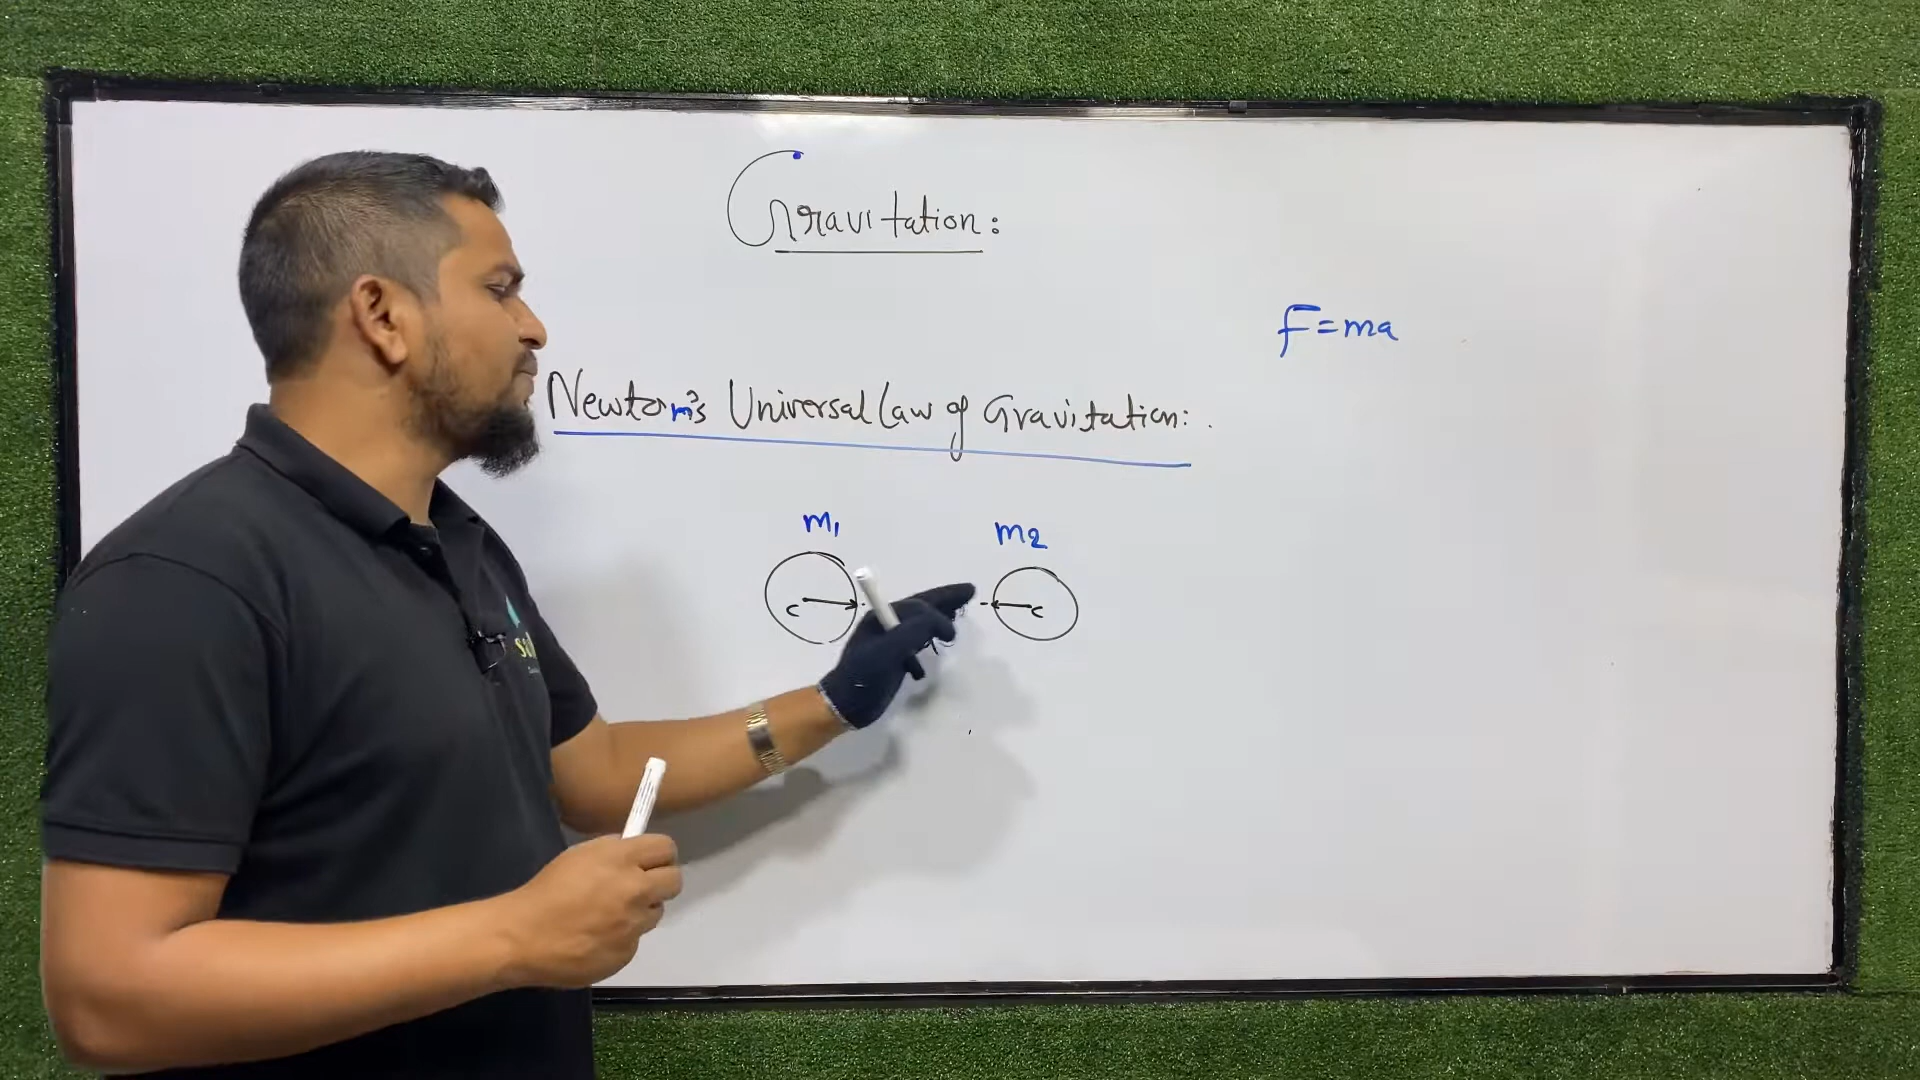 Gravitation:
F=ma
Newton's Universal Law of Gravitation:
m1 m2
c c